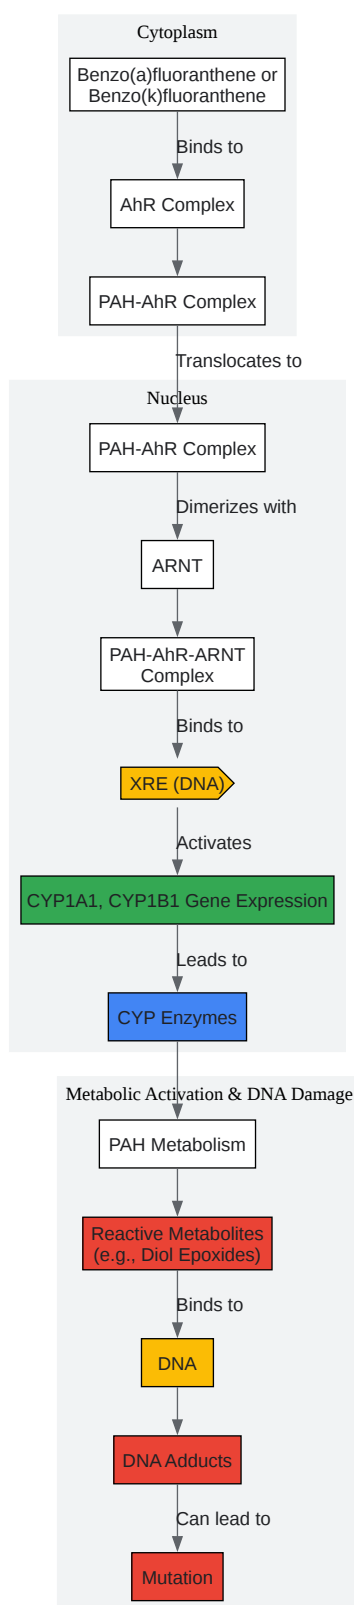 Cytoplasm
Benzo(a)fluoranthene or
Benzo(k)fluoranthene
Binds to
AhR Complex
PAH-AhR Complex
Translocates to
Nucleus
PAH-AhR Complex
Dimerizes with
ARNT
PAH-AhR-ARNT
Complex
Binds to
XRE (DNA)
Activates
CYP1A1, CYP1B1 Gene Expression
Leads to
CYP Enzymes
Metabolic Activation & DNA Damage
PAH Metabolism
Reactive Metabolites
(e.g., Diol Epoxides)
Binds to
DNA
DNA Adducts
Can lead to
Mutation